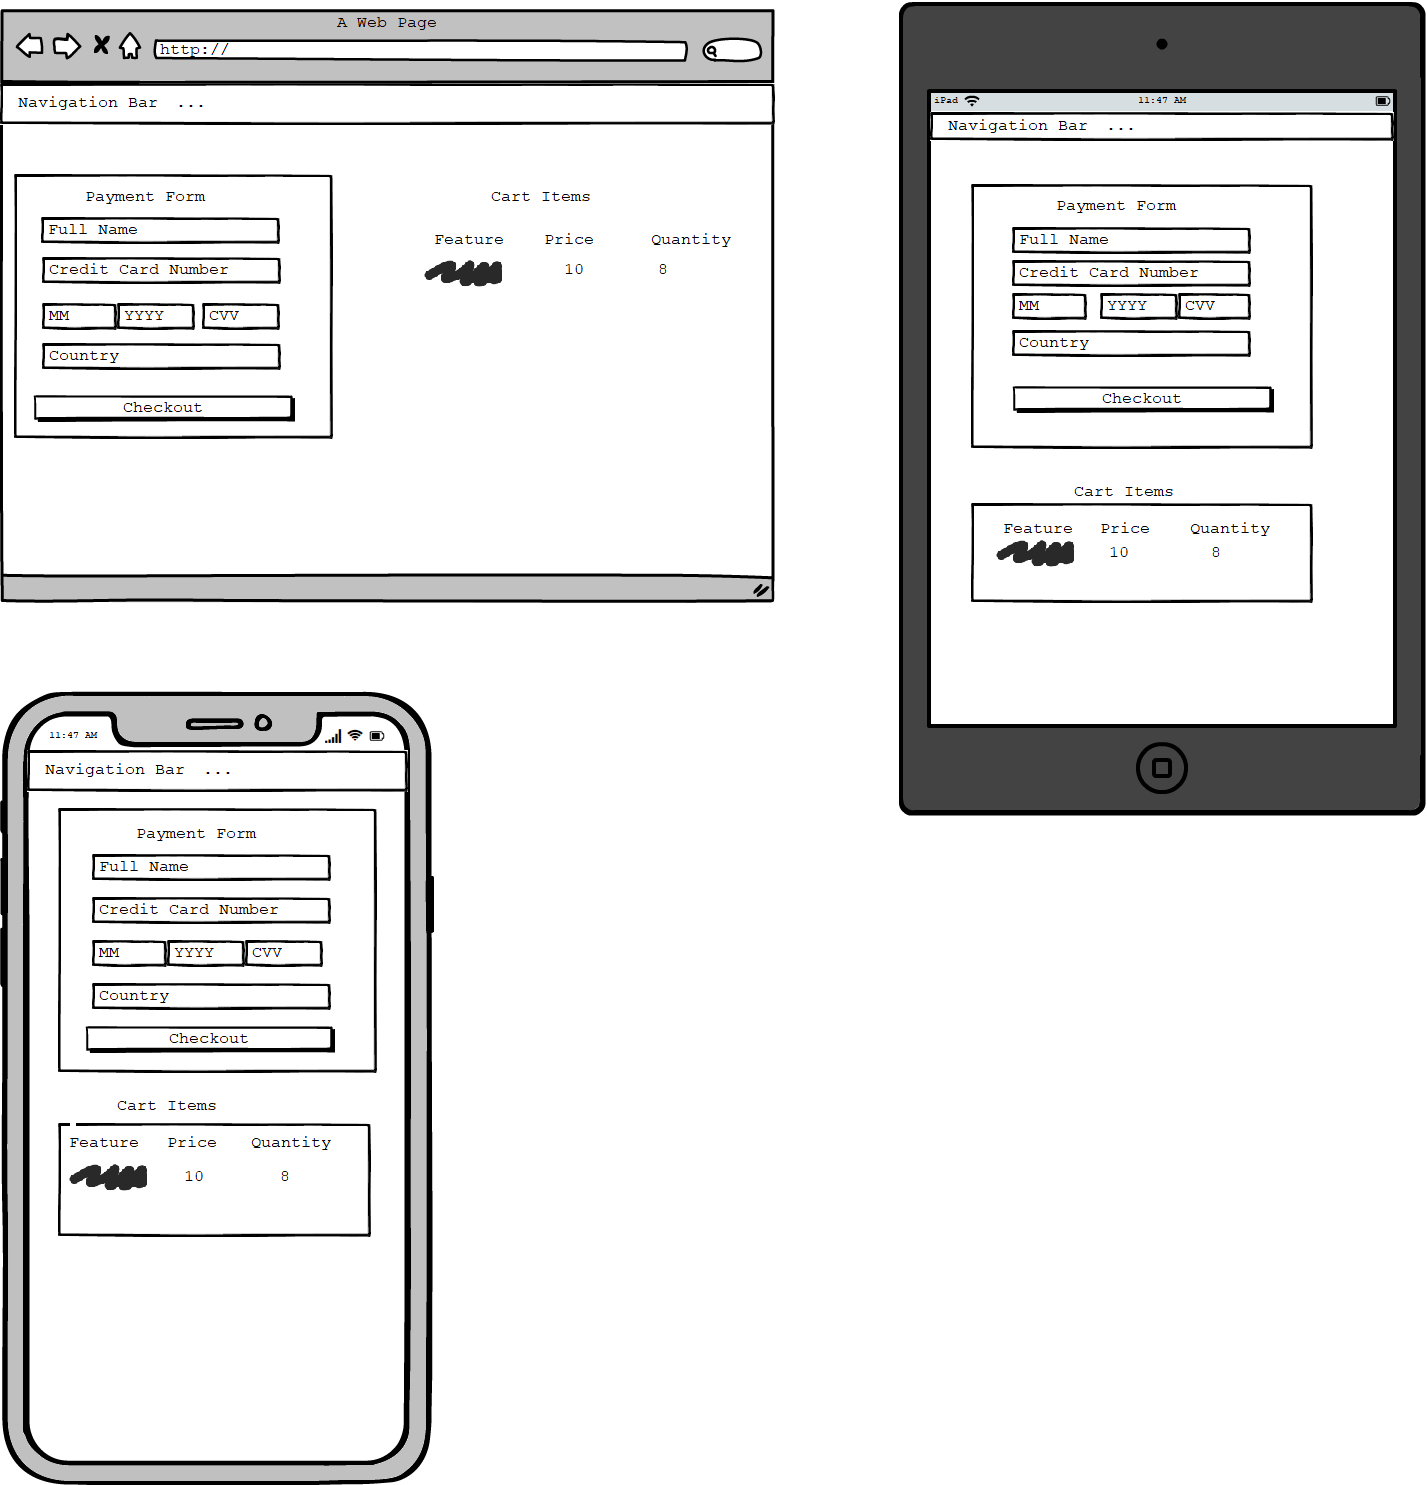 A Web Page
http://
Navigation Bar ...
Payment Form
Full Name
Credit Card Number
MM YYYY CVV
Country
Checkout
Cart Items
Feature Price Quantity
10 8
iPad 11:47 AM
Navigation Bar ...
Payment Form
Full Name
Credit Card Number
MM YYYY CVV
Country
Checkout
Cart Items
Feature Price Quantity
10 8
11:47 AM
Navigation Bar ...
Payment Form
Full Name
Credit Card Number
MM YYYY CVV
Country
Checkout
Cart Items
Feature Price Quantity
10 8